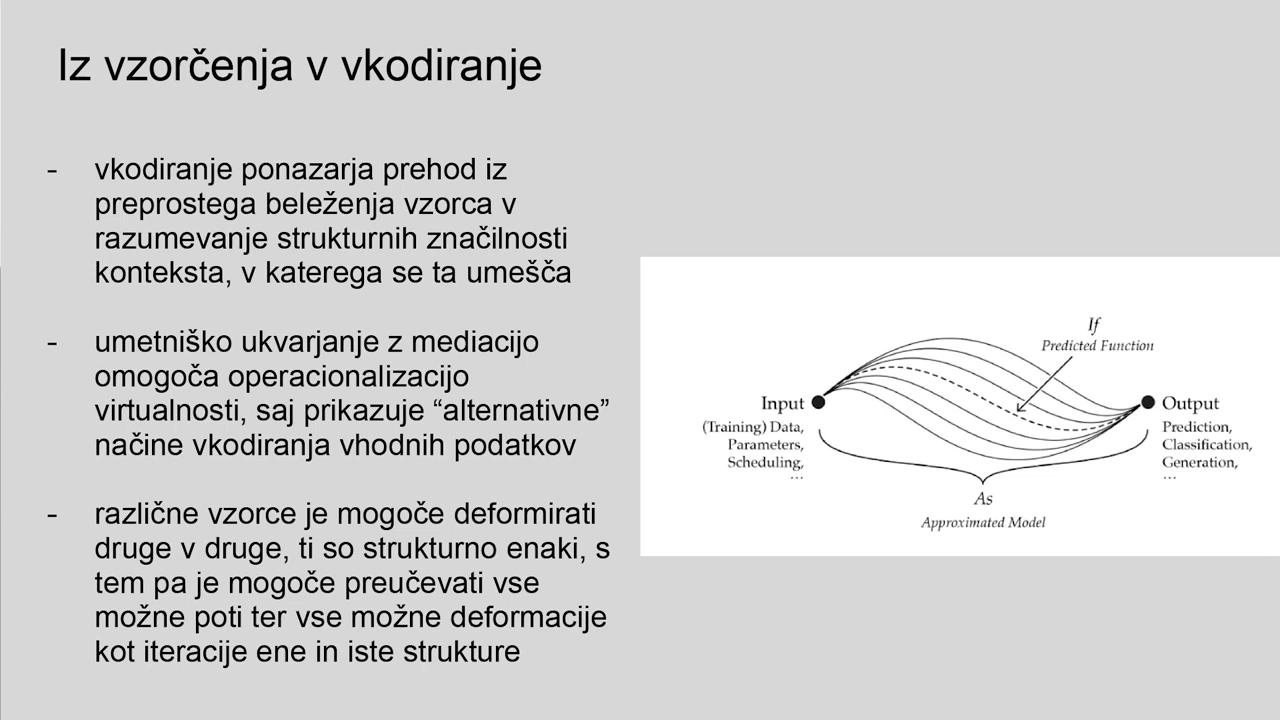 Iz vzorčenja v vkodiranje
- vkodiranje ponazarja prehod iz
preprostega beleženja vzorca v
razumevanje strukturnih značilnosti
konteksta, v katerega se ta umešča
- umetniško ukvarjanje z mediacijo
omogoča operacionalizacijo
virtualnosti, saj prikazuje “alternativne”
načine vkodiranja vhodnih podatkov
- različne vzorce je mogoče deformirati
druge v druge, ti so strukturno enaki, s
tem pa je mogoče preučevati vse
možne poti ter vse možne deformacije
kot iteracije ene in iste strukture
If
Predicted Function
Input
(Training) Data,
Parameters,
Scheduling,
...
Output
Prediction,
Classification,
Generation,
...
As
Approximated Model